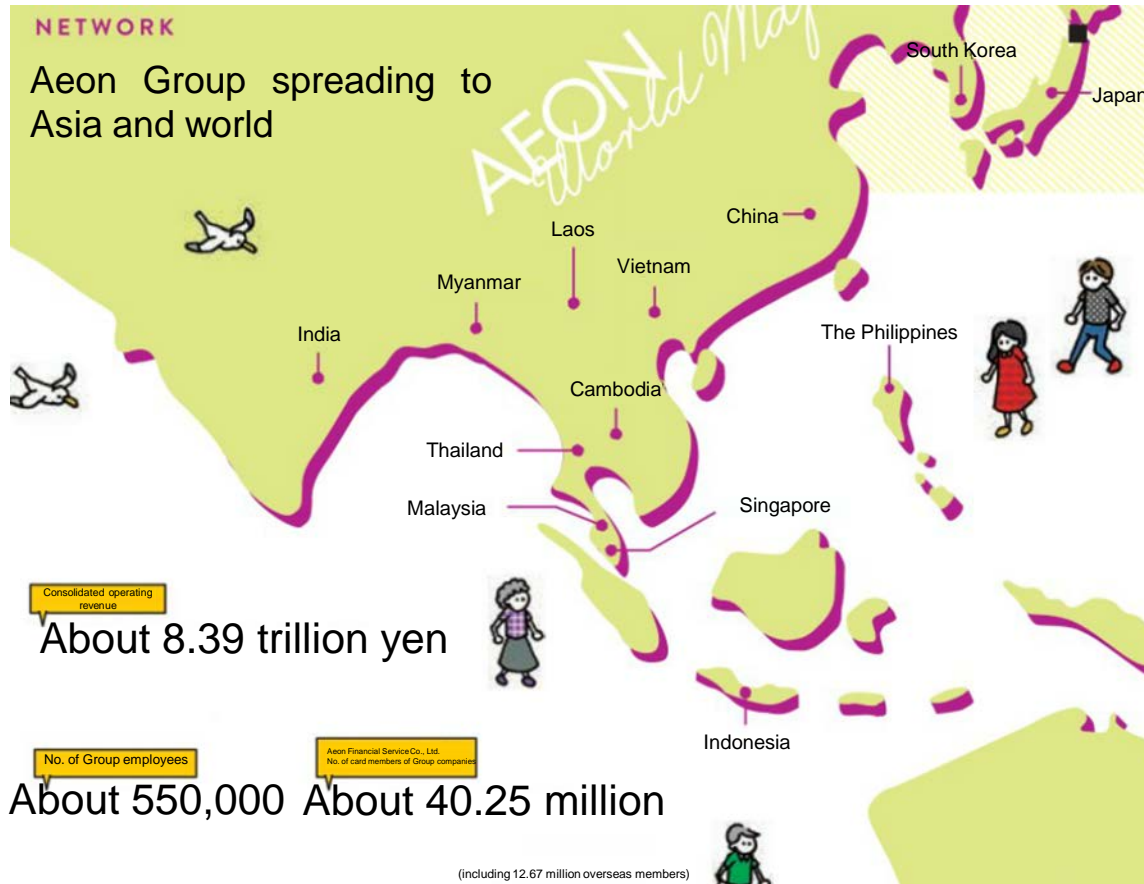 NETWORK
Aeon Group spreading to
Asia and world
AEON
World Map
South Korea
Japan
China
Laos
Vietnam
Myanmar
The Philippines
India
Cambodia
Thailand
Malaysia
Singapore
Consolidated operating
revenue
About 8.39 trillion yen
Indonesia
No. of Group employees
About 550,000
Aeon Financial Service Co., Ltd.
No. of card members of Group companies
About 40.25 million
(including 12.67 million overseas members)